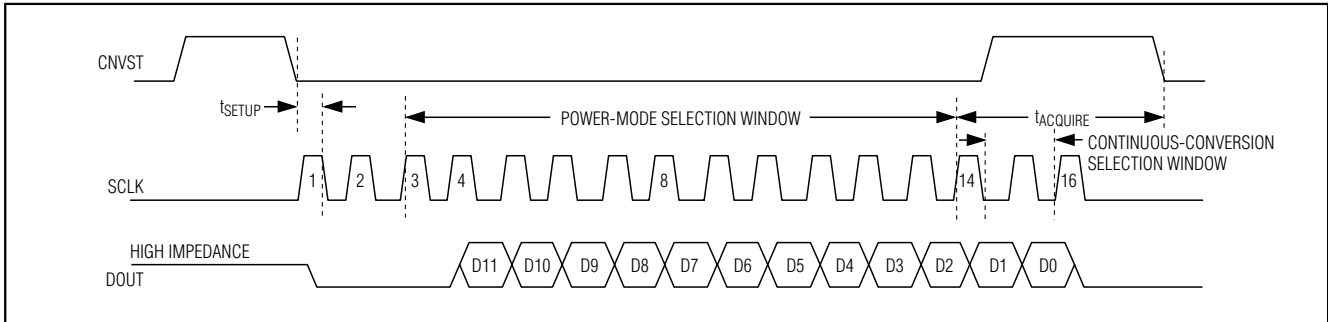 CNVST
tSETUP
POWER-MODE SELECTION WINDOW
tACQUIRE
CONTINUOUS-CONVERSION
SELECTION WINDOW
SCLK
1 2 3 4 8 14 16
HIGH IMPEDANCE
DOUT
D11 D10 D9 D8 D7 D6 D5 D4 D3 D2 D1 D0